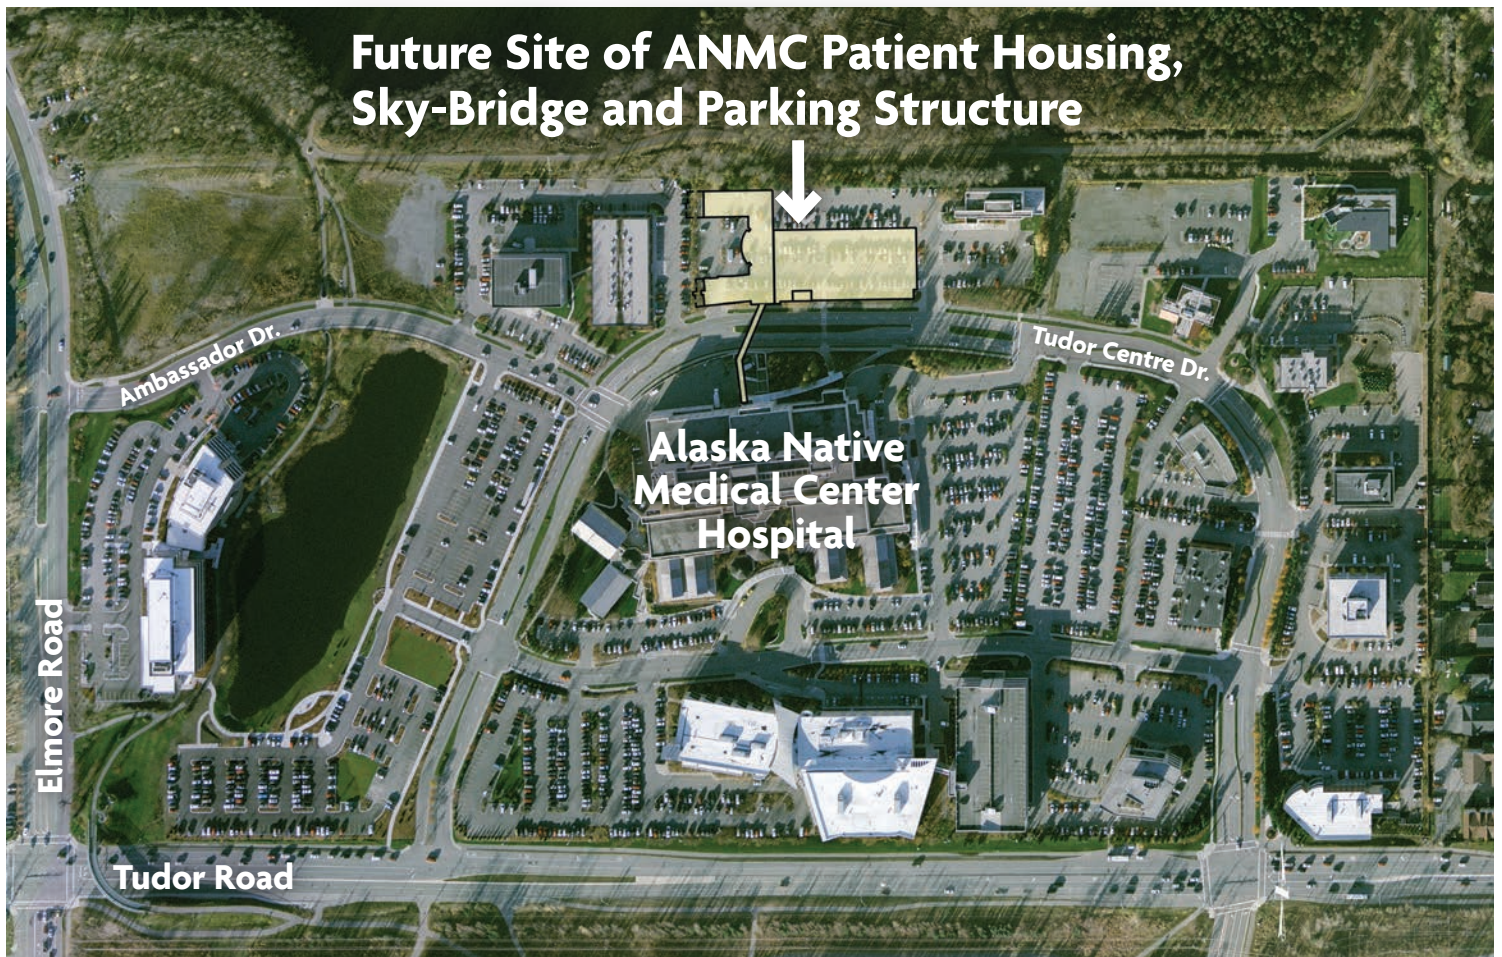 Future Site of ANMC Patient Housing,
Sky-Bridge and Parking Structure
Ambassador Dr.
Tudor Centre Dr.
Alaska Native
Medical Center
Hospital
Elmore Road
Tudor Road